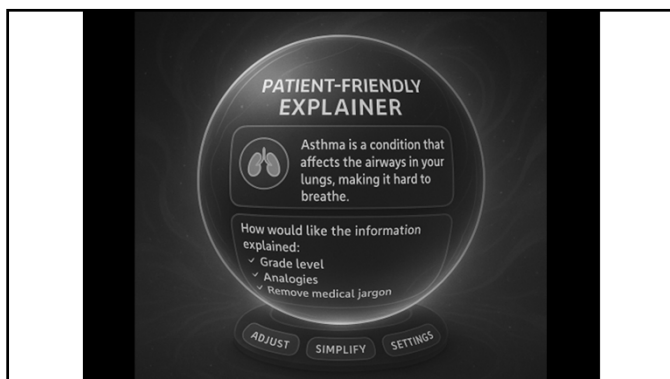 PATIENT-FRIENDLY
EXPLAINER
Asthma is a condition that
affects the airways in your
lungs, making it hard to
breathe.
How would like the information
explained:
✓ Grade level
✓ Analogies
✓ Remove medical jargon
ADJUST
SIMPLIFY
SETTINGS